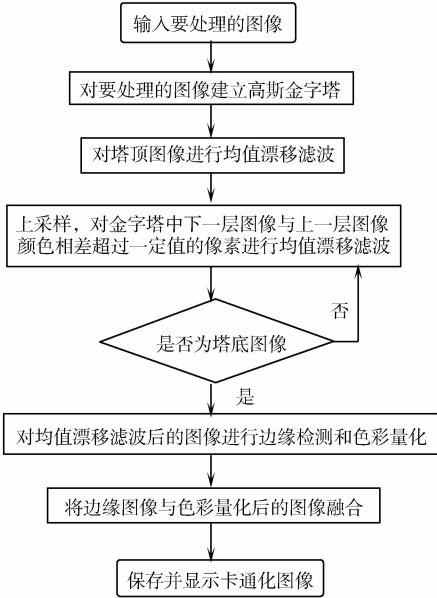 输入要处理的图像
对要处理的图像建立高斯金字塔
对塔顶图像进行均值漂移滤波
上采样，对金字塔中下一层图像与上一层图像
颜色相差超过一定值的像素进行均值漂移滤波
否
是否为塔底图像
是
对均值漂移滤波后的图像进行边缘检测和色彩量化
将边缘图像与色彩量化后的图像融合
保存并显示卡通化图像